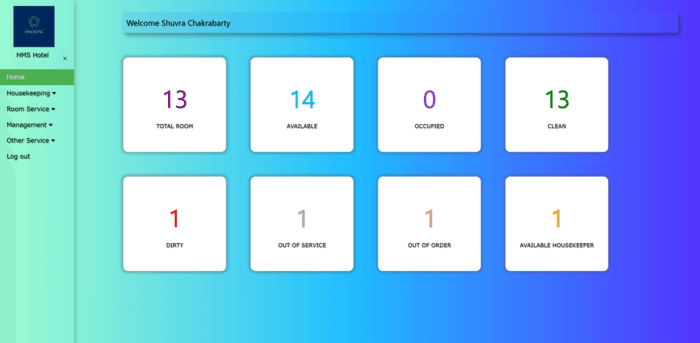 HMS Hotel
×
Home
Housekeeping
Room Service
Management
Other Service
Log out
Welcome Shuvra Chakrabarty
13
TOTAL ROOM
14
AVAILABLE
0
OCCUPIED
13
CLEAN
1
DIRTY
1
OUT OF SERVICE
1
OUT OF ORDER
1
AVAILABLE HOUSEKEEPER